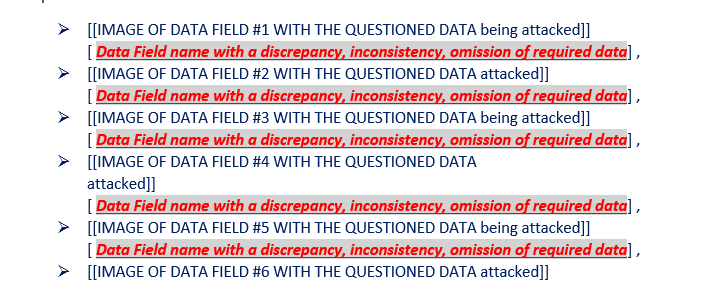 ➢ [[IMAGE OF DATA FIELD #1 WITH THE QUESTIONED DATA being attacked]]
[ Data Field name with a discrepancy, inconsistency, omission of required data] ,
➢ [[IMAGE OF DATA FIELD #2 WITH THE QUESTIONED DATA attacked]]
[ Data Field name with a discrepancy, inconsistency, omission of required data] ,
➢ [[IMAGE OF DATA FIELD #3 WITH THE QUESTIONED DATA being attacked]]
[ Data Field name with a discrepancy, inconsistency, omission of required data] ,
➢ [[IMAGE OF DATA FIELD #4 WITH THE QUESTIONED DATA
attacked]]
[ Data Field name with a discrepancy, inconsistency, omission of required data] ,
➢ [[IMAGE OF DATA FIELD #5 WITH THE QUESTIONED DATA being attacked]]
[ Data Field name with a discrepancy, inconsistency, omission of required data] ,
➢ [[IMAGE OF DATA FIELD #6 WITH THE QUESTIONED DATA attacked]]